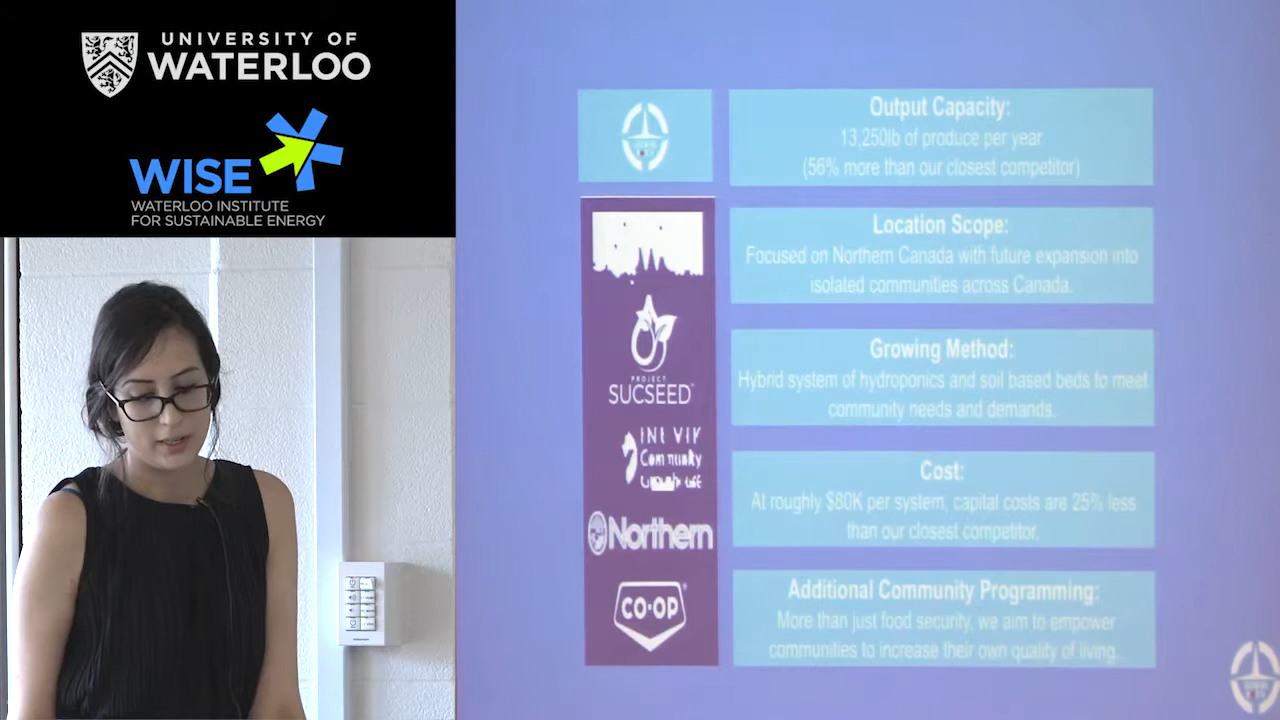 UNIVERSITY OF
WATERLOO
WISE
WATERLOO INSTITUTE
FOR SUSTAINABLE ENERGY
Output Capacity:
13,250lb of produce per year
(56% more than our closest competitor)
Location Scope:
Focused on Northern Canada with future expansion into
isolated communities across Canada.
Growing Method:
Hybrid system of hydroponics and soil based beds to meet
community needs and demands.
Cost:
At roughly $80K per system, capital costs are 25% less
than our closest competitor.
Additional Community Programming:
More than just food security, we aim to empower
communities to increase their own quality of living.
PROJECT
SUCSEED
Community
Northern
CO-OP